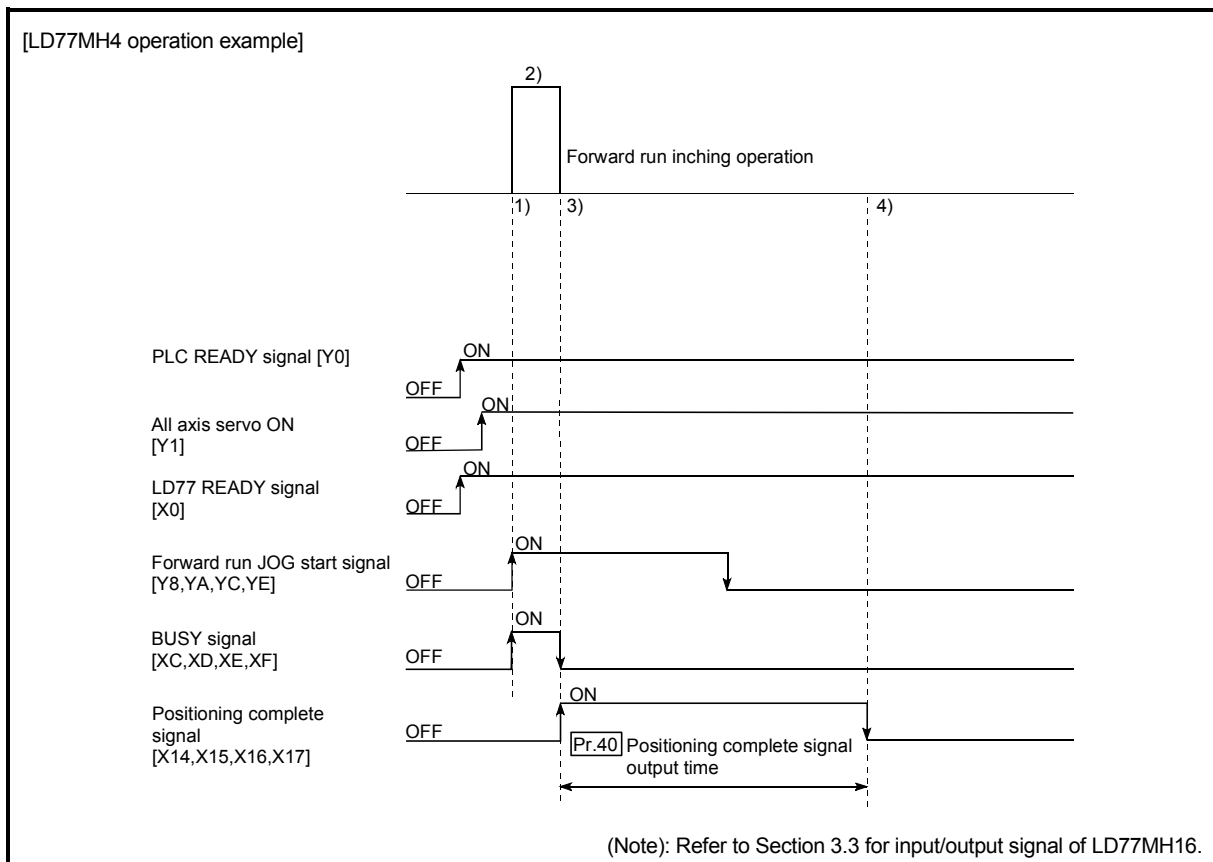 [LD77MH4 operation example]
2)
Forward run inching operation
1)
3)
4)
PLC READY signal [Y0]
OFF
ON
All axis servo ON
[Y1]
OFF
ON
LD77 READY signal
[X0]
OFF
ON
Forward run JOG start signal
[Y8,YA,YC,YE]
OFF
ON
BUSY signal
[XC,XD,XE,XF]
OFF
ON
Positioning complete
signal
[X14,X15,X16,X17]
OFF
ON
Pr.40 Positioning complete signal
output time
(Note): Refer to Section 3.3 for input/output signal of LD77MH16.